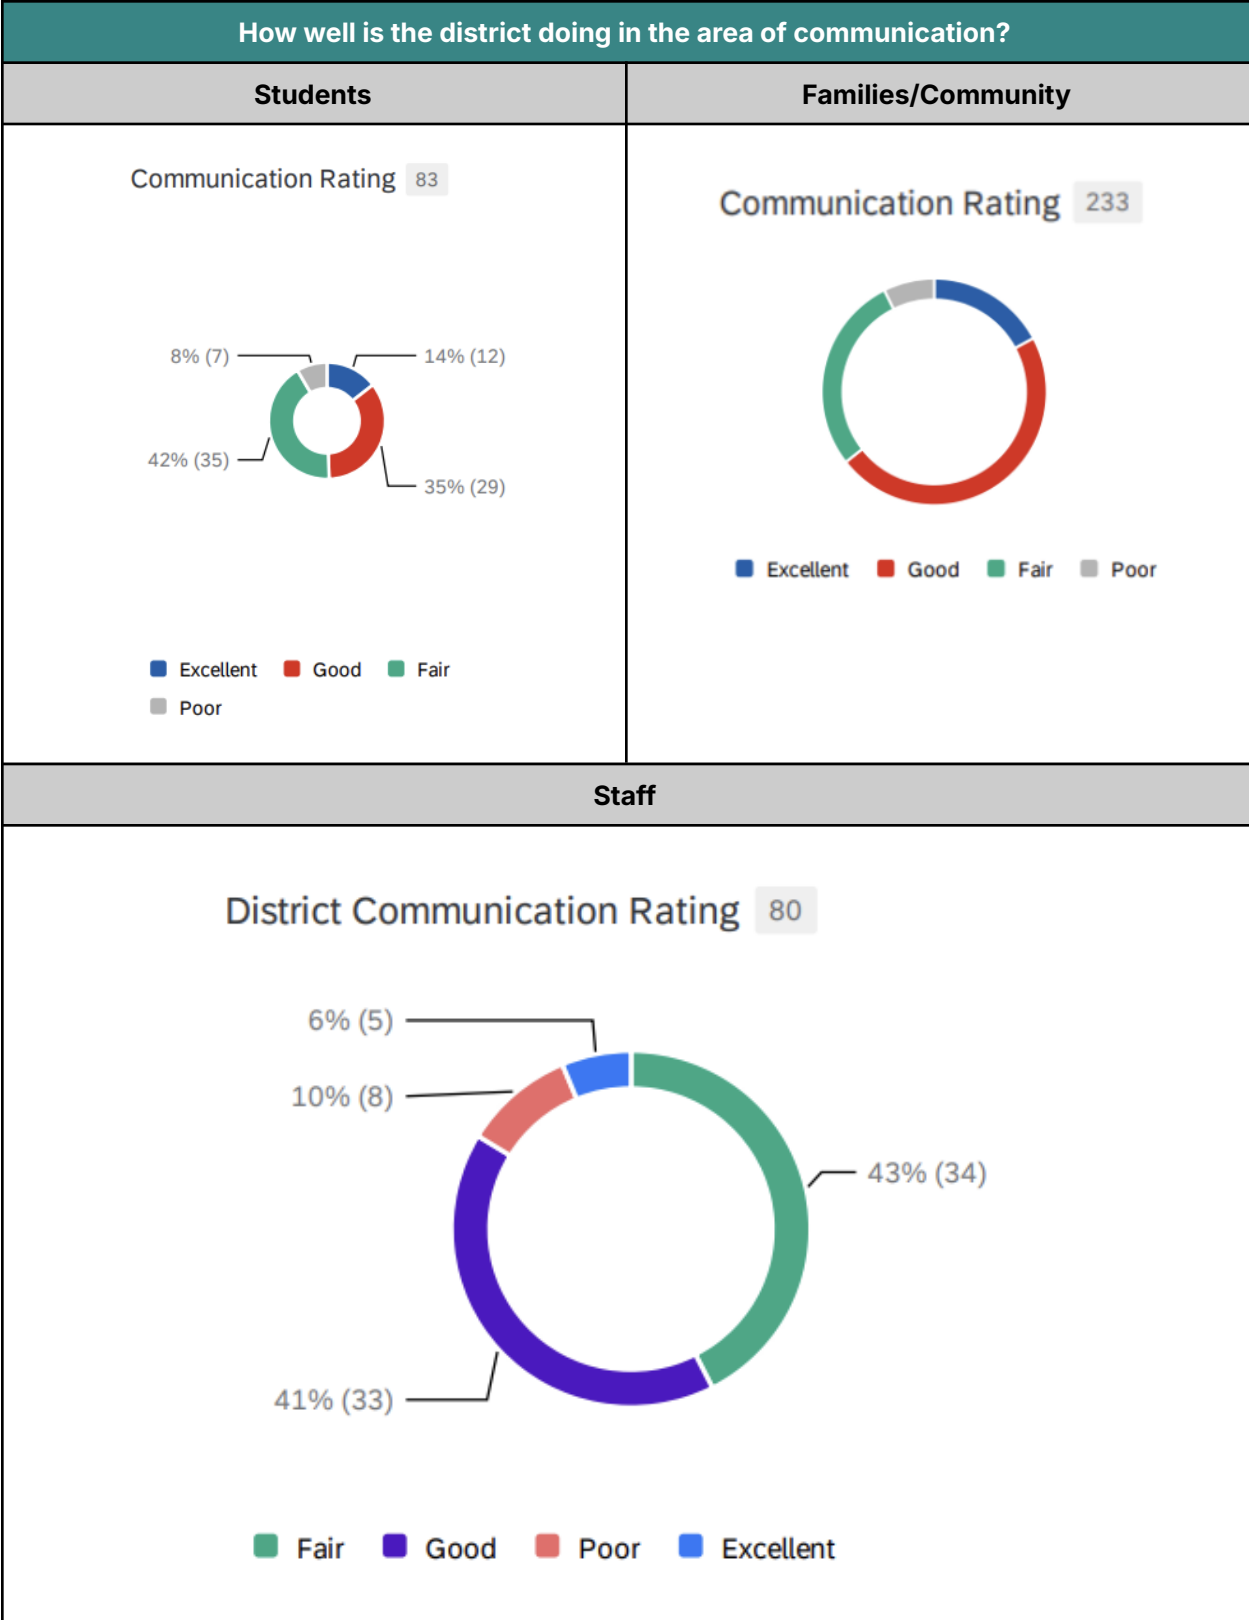 How well is the district doing in the area of communication?
Students
Families/Community
Communication Rating 83
8% (7)
14% (12)
42% (35)
35% (29)
Excellent Good Fair
Poor
Communication Rating 233
Excellent Good Fair Poor
Staff
District Communication Rating 80
6% (5)
10% (8)
43% (34)
41% (33)
Fair Good Poor Excellent